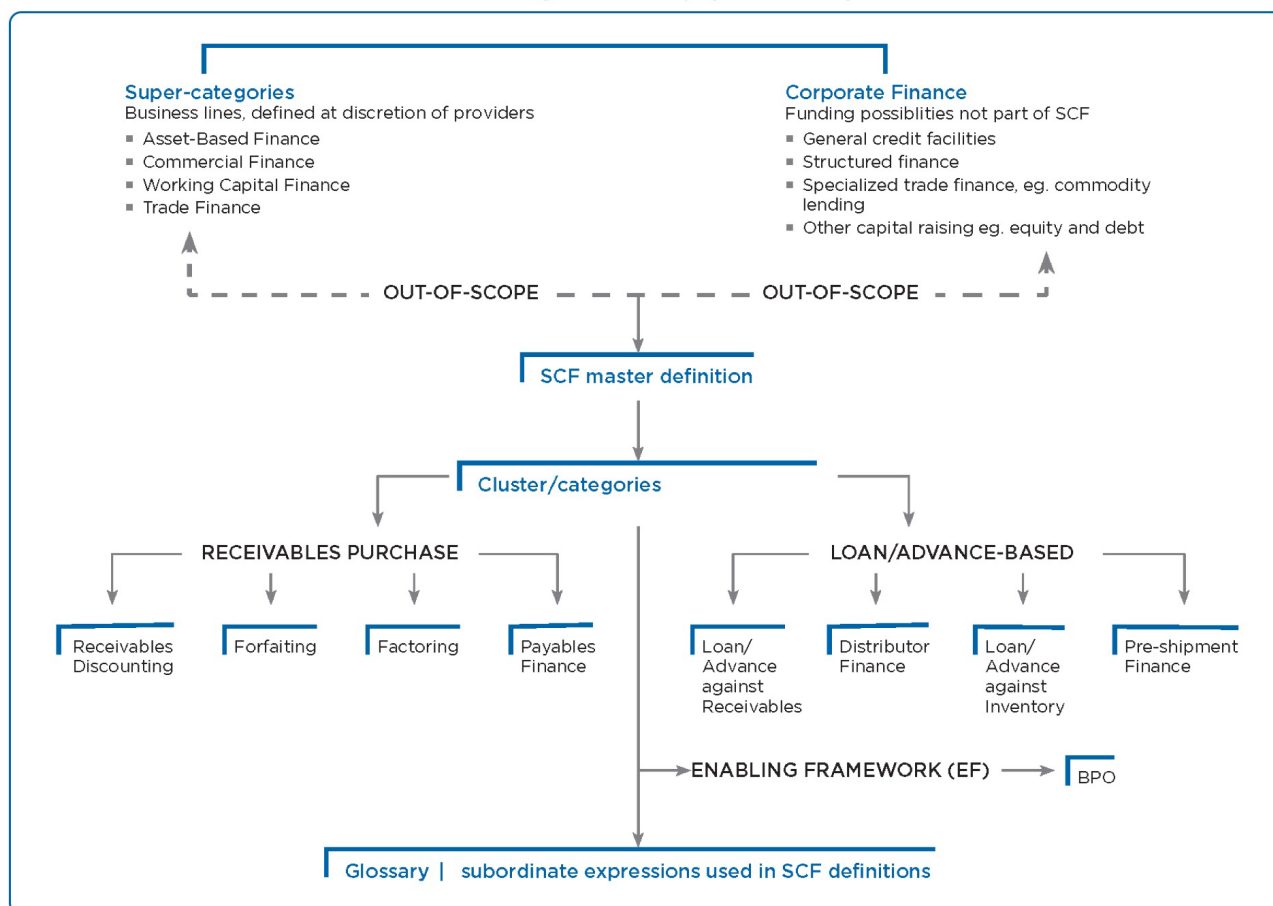 Super-categories
Business lines, defined at discretion of providers
▪ Asset-Based Finance
▪ Commercial Finance
▪ Working Capital Finance
▪ Trade Finance
Corporate Finance
Funding possiblities not part of SCF
▪ General credit facilities
▪ Structured finance
▪ Specialized trade finance, eg. commodity
lending
▪ Other capital raising eg. equity and debt
OUT-OF-SCOPE
OUT-OF-SCOPE
SCF master definition
Cluster/categories
RECEIVABLES PURCHASE
LOAN/ADVANCE-BASED
Receivables
Discounting
Forfaiting
Factoring
Payables
Finance
Loan/
Advance
against
Receivables
Distributor
Finance
Loan/
Advance
against
Inventory
Pre-shipment
Finance
ENABLING FRAMEWORK (EF)
BPO
Glossary | subordinate expressions used in SCF definitions